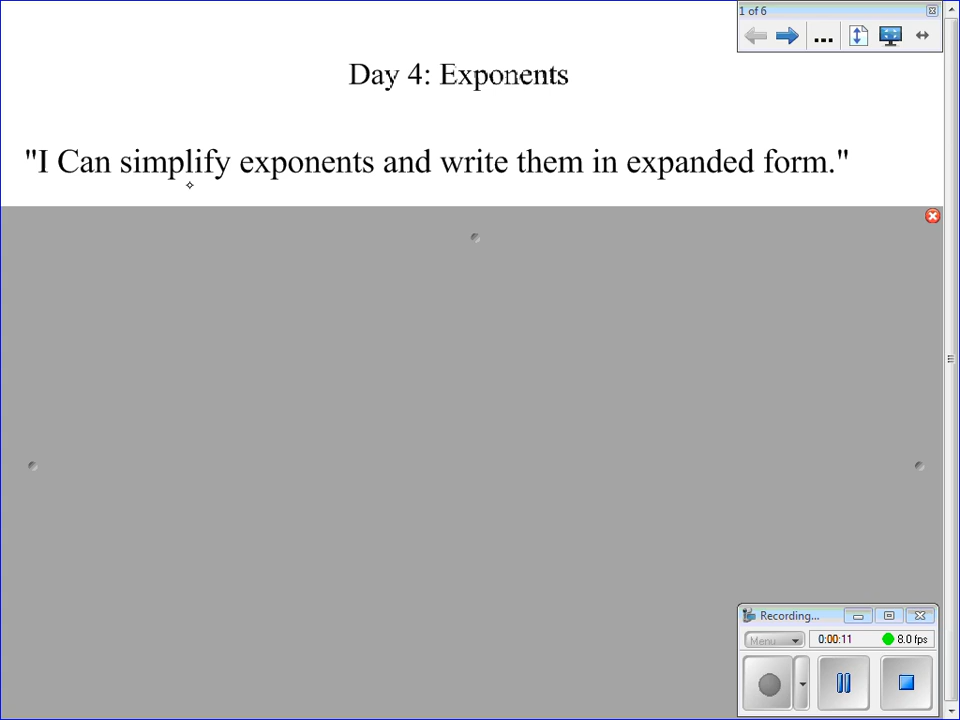 1 of 6
...
Day 4: Exponents
"I Can simplify exponents and write them in expanded form."
Recording...
Menu
0:00:11
8.0 fps